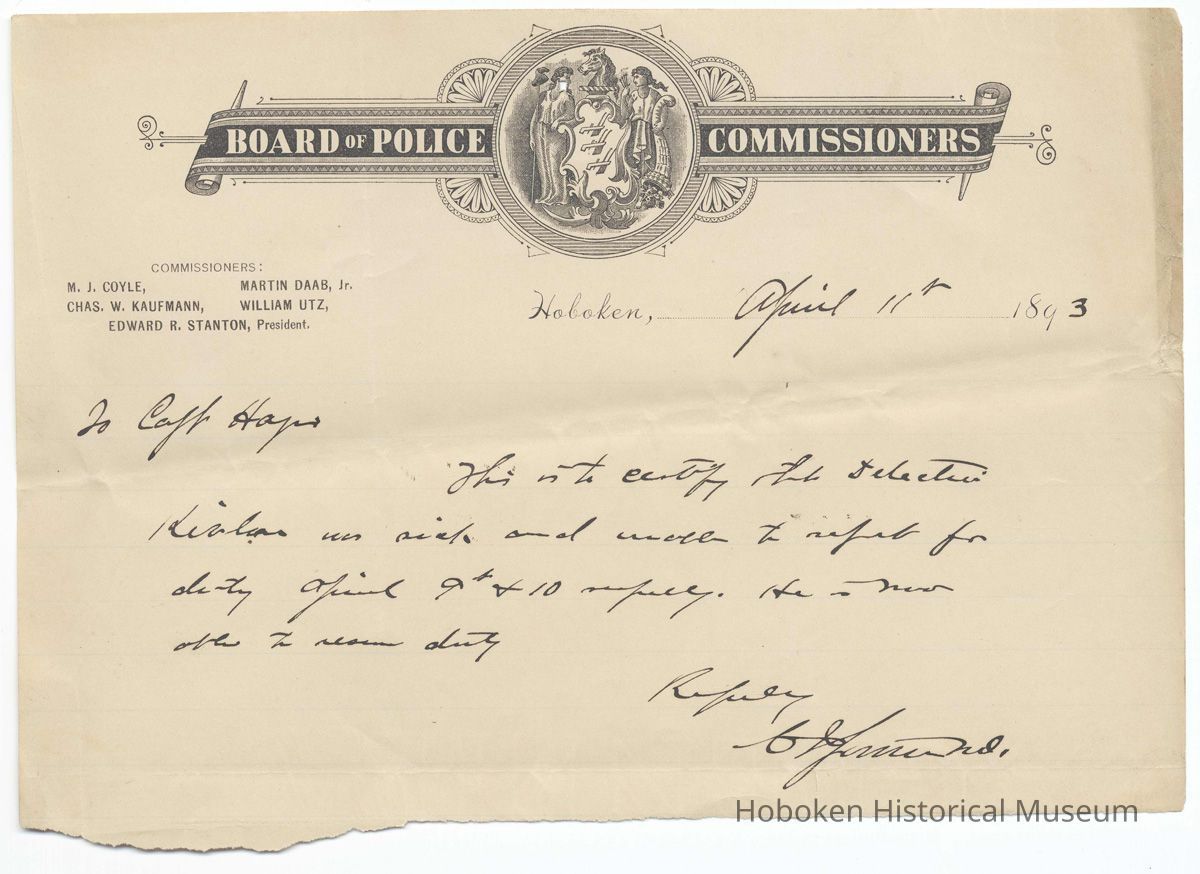 BOARD OF POLICE COMMISSIONERS
COMMISSIONERS:
M. J. COYLE, MARTIN DAAB, Jr.
CHAS. W. KAUFMANN, WILLIAM UTZ,
EDWARD R. STANTON, President.
Hoboken, April 11th 1893
To Capt Hayes
This is to certify that Detective
was sick and unable to report for
duty April 9th & 10 respelly. He is now
able to resume duty
Respelly
Hoboken Historical Museum